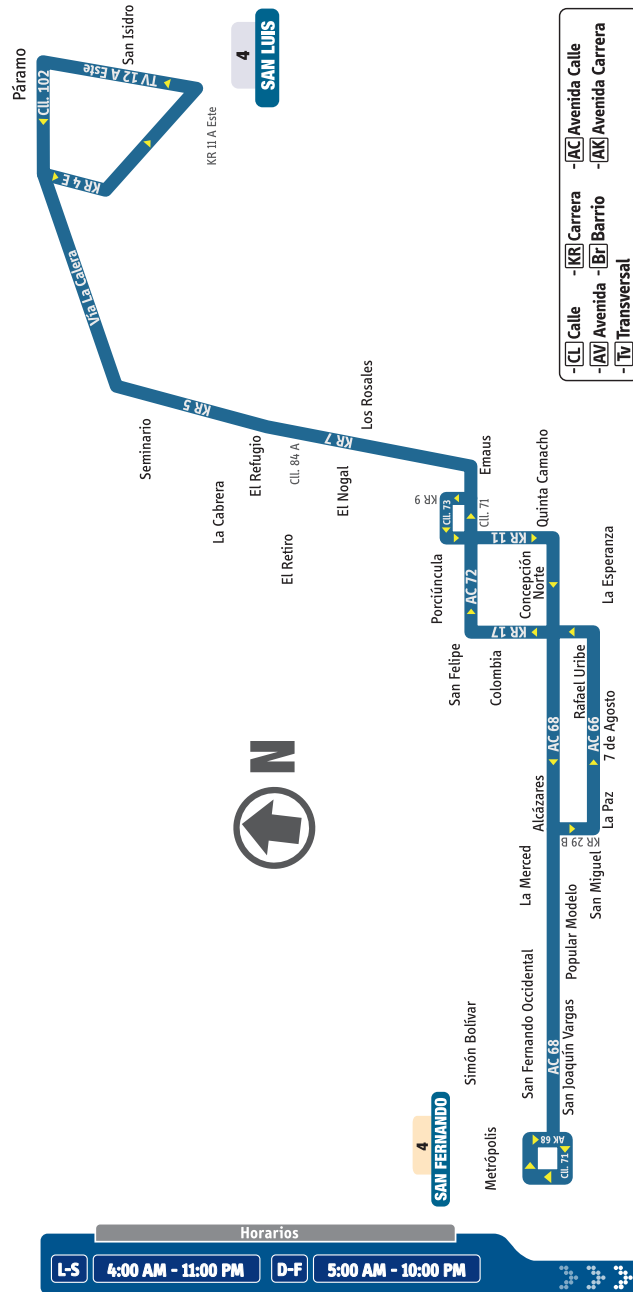 Páramo
San Isidro
Cll. 102
TV 12 A Este
KR 4 E
KR 11 A Este
4
SAN LUIS
Vía La Calera
KR 5
Seminario
La Cabrera
El Refugio
Cll. 84 A
El Retiro
El Nogal
KR 7
Los Rosales
Emaus
KR 9
Cll. 73
Cll. 71
Porciúncula
KR 11
Quinta Camacho
AC 72
Concepción
Norte
San Felipe
Colombia
KR 17
La Esperanza
Rafael Uribe
AC 68
AC 66
7 de Agosto
Alcázares
La Paz
KR 29 B
La Merced
San Miguel
Popular Modelo
San Fernando Occidental
San Joaquín Vargas
AC 68
Simón Bolívar
4
SAN FERNANDO
Metrópolis
AK 68
Cll. 71
N
- CL Calle - KR Carrera - AC Avenida Calle
- AV Avenida - Br Barrio - AK Avenida Carrera
- Tv Transversal
Horarios
L-S 4:00 AM - 11:00 PM D-F 5:00 AM - 10:00 PM